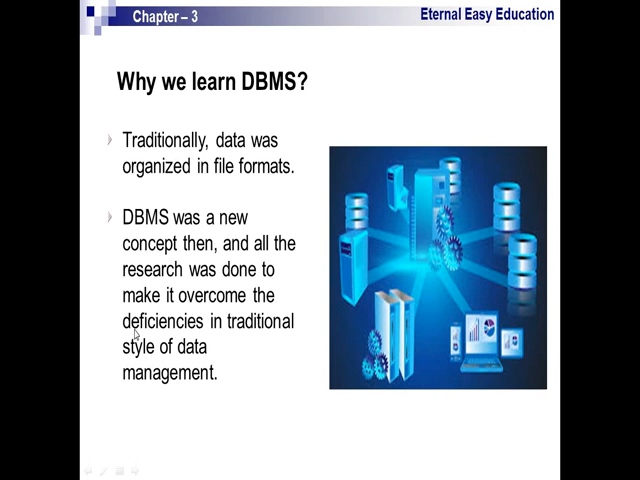 Chapter – 3
Eternal Easy Education
Why we learn DBMS?
Traditionally, data was
organized in file formats.
DBMS was a new
concept then, and all the
research was done to
make it overcome the
deficiencies in traditional
style of data
management.